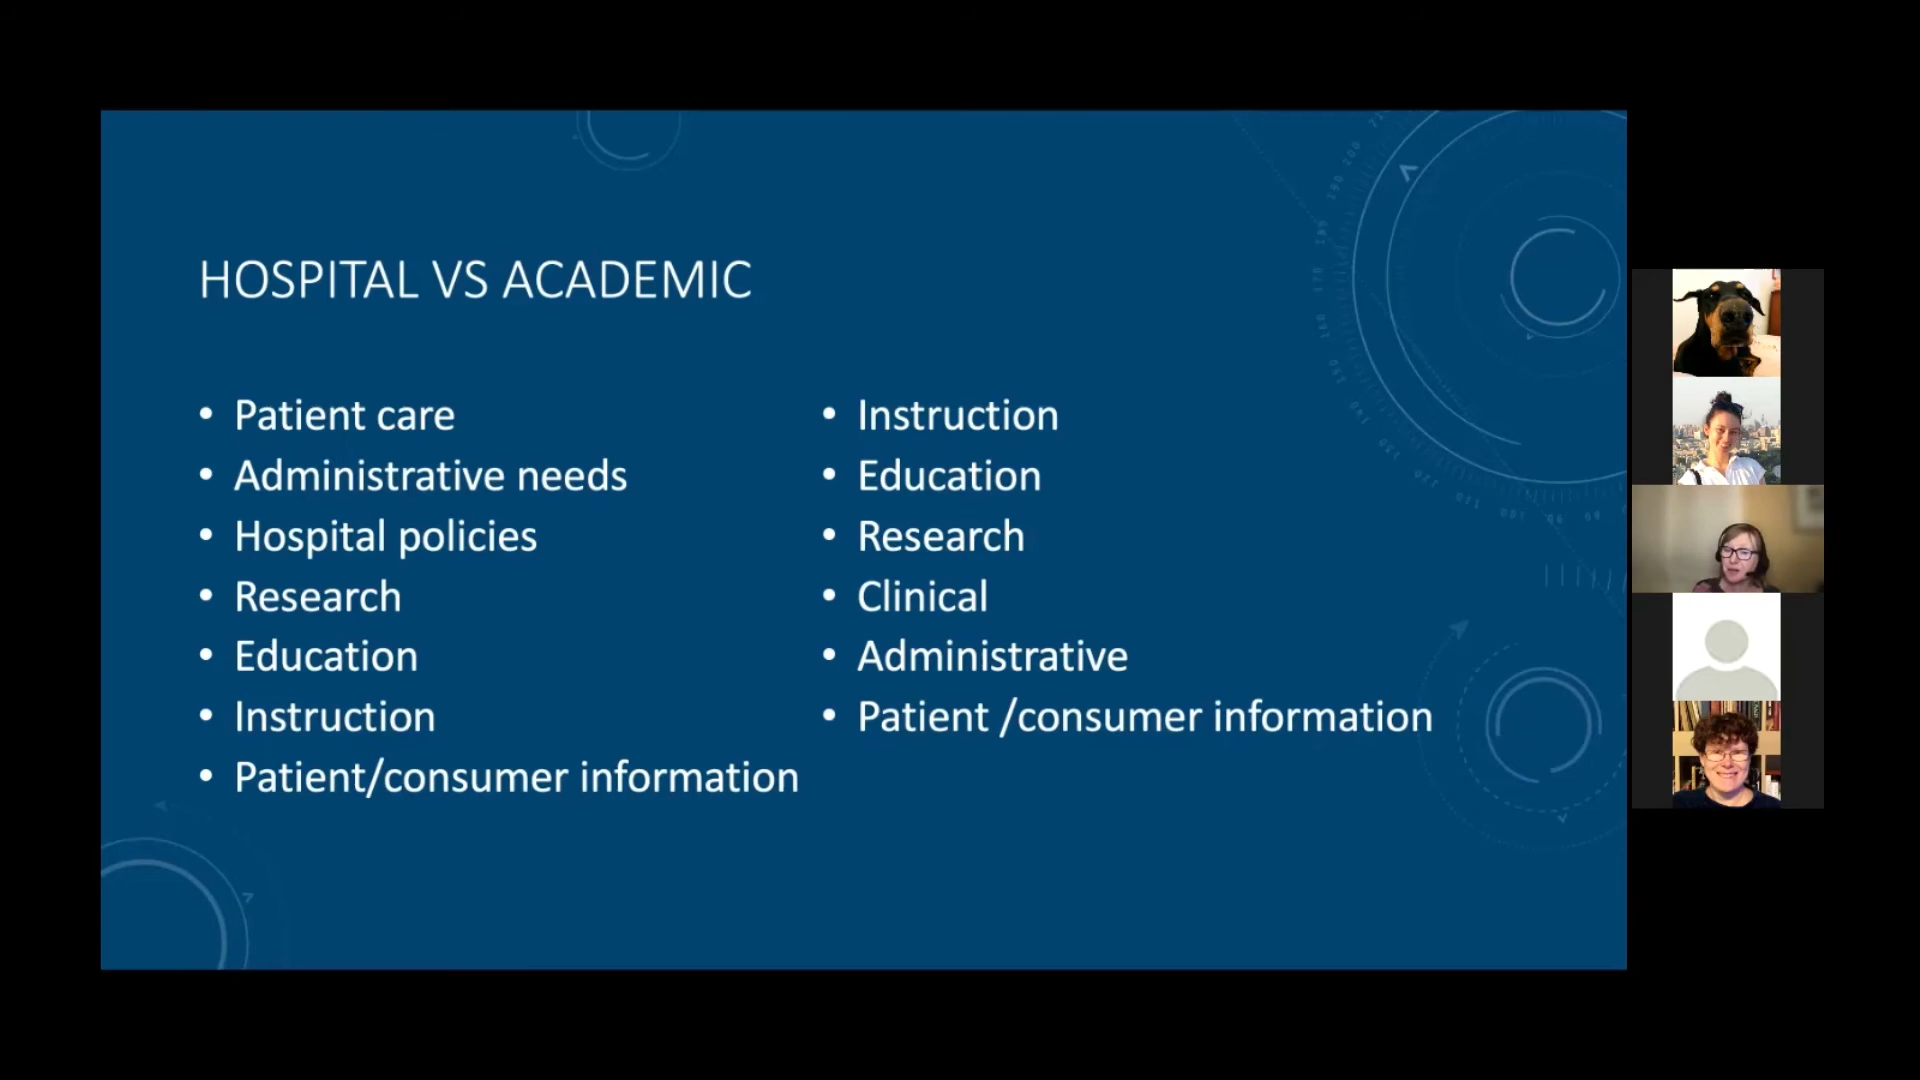 HOSPITAL VS ACADEMIC
• Patient care
• Administrative needs
• Hospital policies
• Research
• Education
• Instruction
• Patient/consumer information
• Instruction
• Education
• Research
• Clinical
• Administrative
• Patient /consumer information